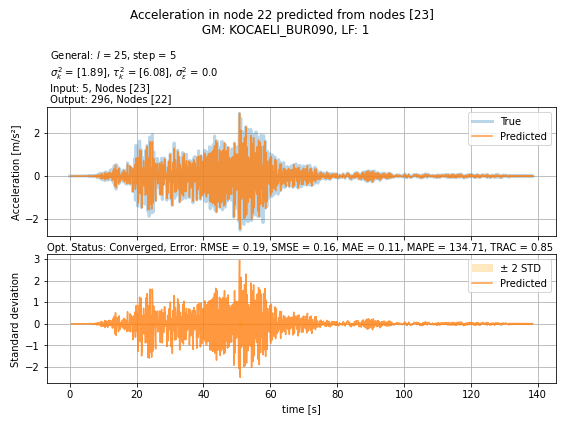 Acceleration in node 22 predicted from nodes [23]
GM: KOCAELI_BUR090, LF: 1
General: l = 25, step = 5
σ²ₖ = [1.89], τ²ₖ = [6.08], σ²ε = 0.0
Input: 5, Nodes [23]
Output: 296, Nodes [22]
True
Predicted
Acceleration [m/s²]
2
0
−2
Opt. Status: Converged, Error: RMSE = 0.19, SMSE = 0.16, MAE = 0.11, MAPE = 134.71, TRAC = 0.85
± 2 STD
Predicted
Standard deviation
3
2
1
0
−1
−2
0 20 40 60 80 100 120 140
time [s]